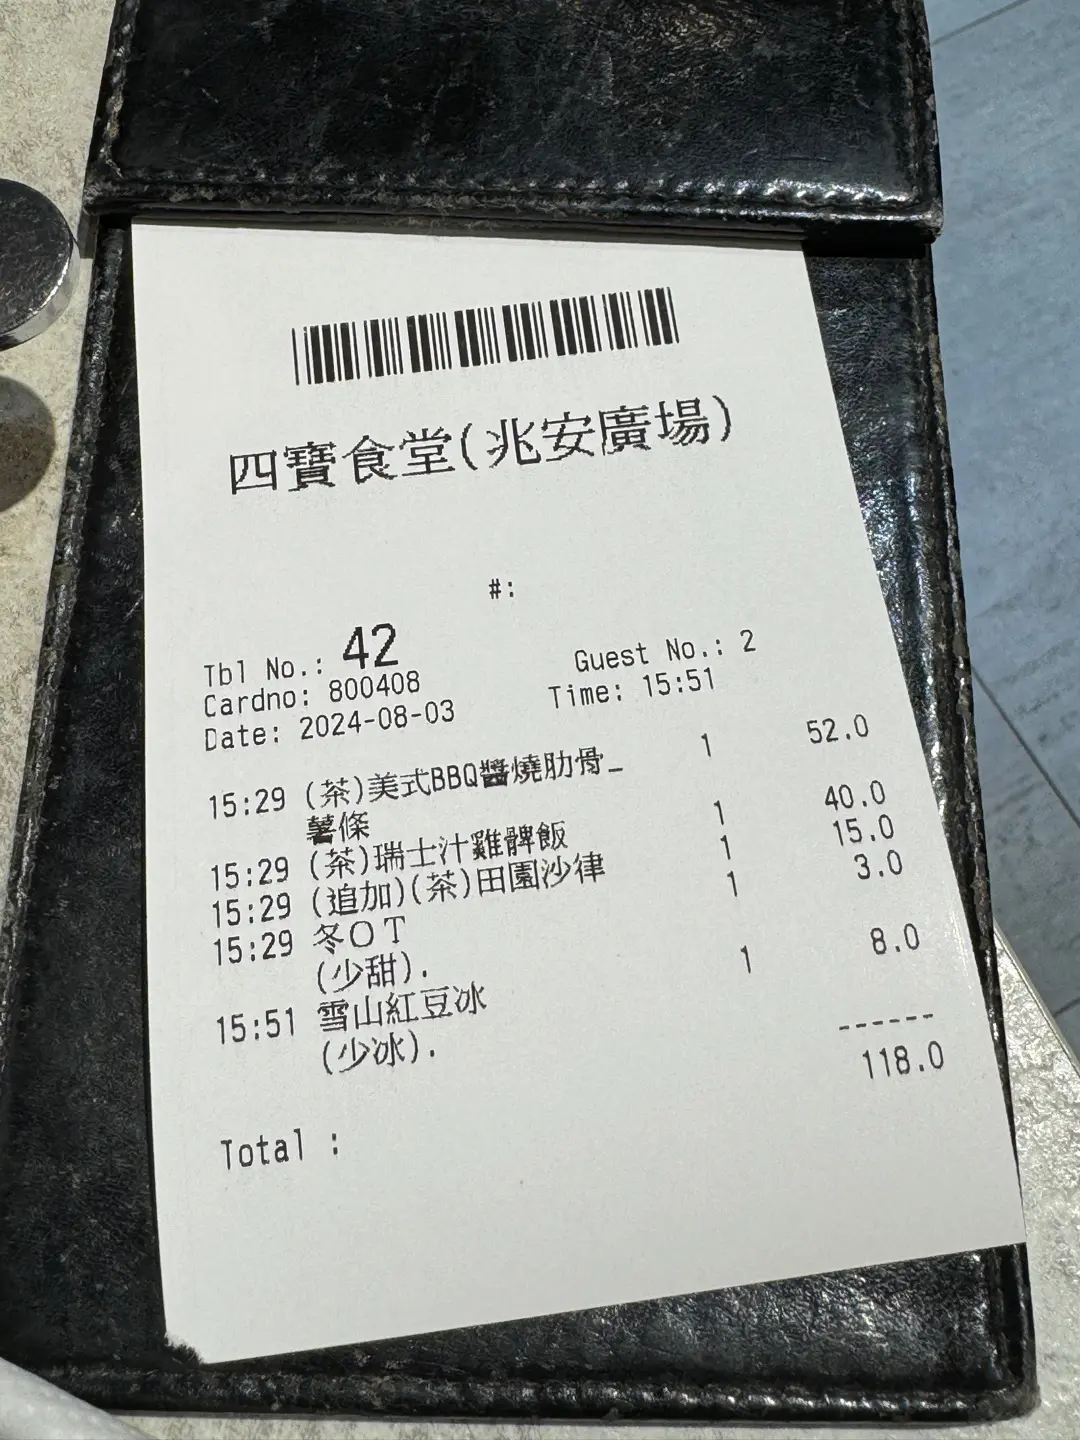 四寶食堂(兆安廣場)
#:
Tbl No.: 42 Guest No.: 2
Cardno: 800408 Time: 15:51
Date: 2024-08-03
15:29 (茶)美式BBQ醬燒肋骨_ 1 52.0
薯條
15:29 (茶)瑞士汁雞髀飯 1 40.0
15:29 (追加)(茶)田園沙律 1 15.0
15:29 冬OT 1 3.0
(少甜).
15:51 雪山紅豆冰 1 8.0
(少冰).
------
Total : 118.0